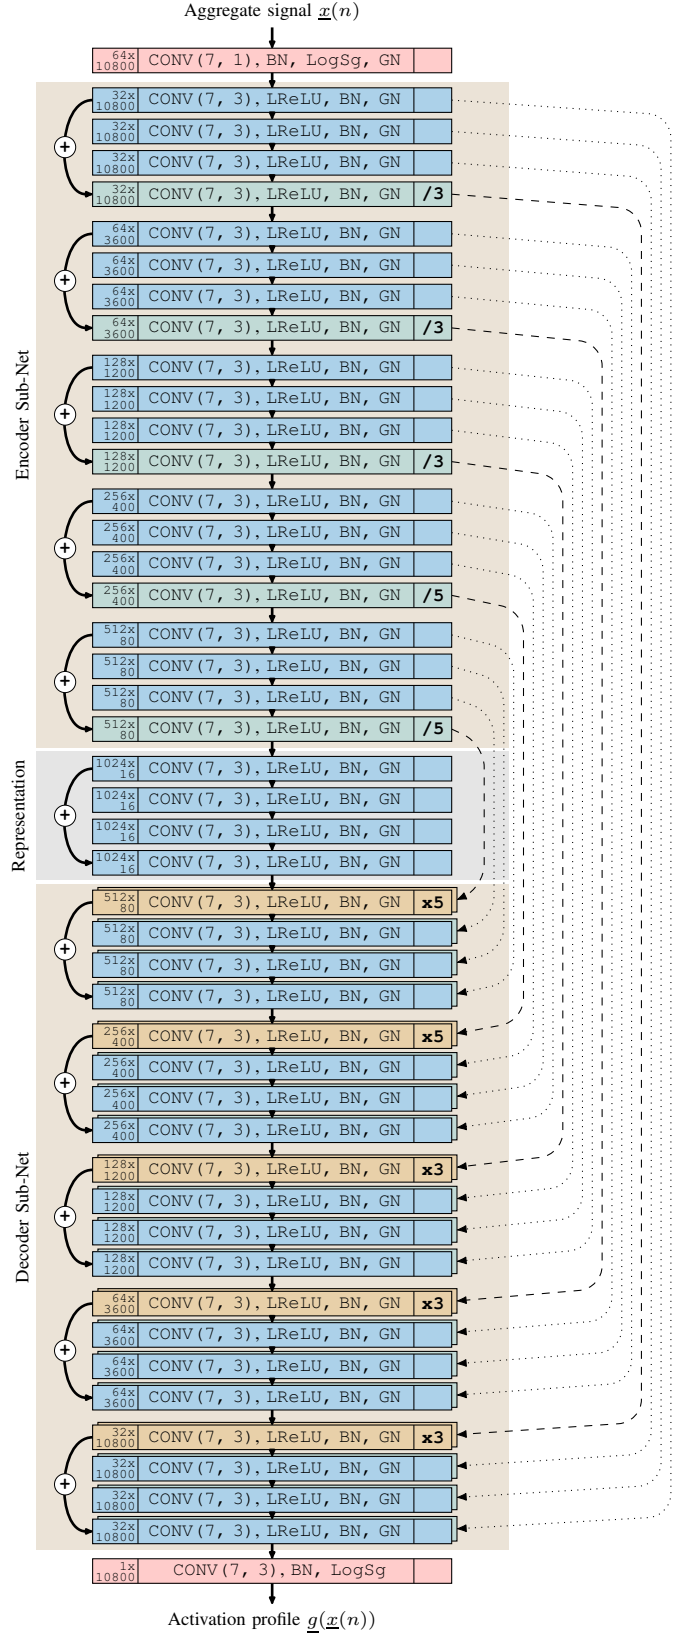 Aggregate signal x(n)
64x 10800 CONV(7, 1), BN, LogSg, GN
Encoder Sub-Net
32x 10800 CONV(7, 3), LReLU, BN, GN
32x 10800 CONV(7, 3), LReLU, BN, GN
32x 10800 CONV(7, 3), LReLU, BN, GN
32x 10800 CONV(7, 3), LReLU, BN, GN /3
+
64x 3600 CONV(7, 3), LReLU, BN, GN
64x 3600 CONV(7, 3), LReLU, BN, GN
64x 3600 CONV(7, 3), LReLU, BN, GN
64x 3600 CONV(7, 3), LReLU, BN, GN /3
+
128x 1200 CONV(7, 3), LReLU, BN, GN
128x 1200 CONV(7, 3), LReLU, BN, GN
128x 1200 CONV(7, 3), LReLU, BN, GN
128x 1200 CONV(7, 3), LReLU, BN, GN /3
+
256x 400 CONV(7, 3), LReLU, BN, GN
256x 400 CONV(7, 3), LReLU, BN, GN
256x 400 CONV(7, 3), LReLU, BN, GN
256x 400 CONV(7, 3), LReLU, BN, GN /5
+
512x 80 CONV(7, 3), LReLU, BN, GN
512x 80 CONV(7, 3), LReLU, BN, GN
512x 80 CONV(7, 3), LReLU, BN, GN
512x 80 CONV(7, 3), LReLU, BN, GN /5
+
Representation
1024x 16 CONV(7, 3), LReLU, BN, GN
1024x 16 CONV(7, 3), LReLU, BN, GN
1024x 16 CONV(7, 3), LReLU, BN, GN
1024x 16 CONV(7, 3), LReLU, BN, GN
+
Decoder Sub-Net
512x 80 CONV(7, 3), LReLU, BN, GN x5
512x 80 CONV(7, 3), LReLU, BN, GN
512x 80 CONV(7, 3), LReLU, BN, GN
512x 80 CONV(7, 3), LReLU, BN, GN
+
256x 400 CONV(7, 3), LReLU, BN, GN x5
256x 400 CONV(7, 3), LReLU, BN, GN
256x 400 CONV(7, 3), LReLU, BN, GN
256x 400 CONV(7, 3), LReLU, BN, GN
+
128x 1200 CONV(7, 3), LReLU, BN, GN x3
128x 1200 CONV(7, 3), LReLU, BN, GN
128x 1200 CONV(7, 3), LReLU, BN, GN
128x 1200 CONV(7, 3), LReLU, BN, GN
+
64x 3600 CONV(7, 3), LReLU, BN, GN x3
64x 3600 CONV(7, 3), LReLU, BN, GN
64x 3600 CONV(7, 3), LReLU, BN, GN
64x 3600 CONV(7, 3), LReLU, BN, GN
+
32x 10800 CONV(7, 3), LReLU, BN, GN x3
32x 10800 CONV(7, 3), LReLU, BN, GN
32x 10800 CONV(7, 3), LReLU, BN, GN
32x 10800 CONV(7, 3), LReLU, BN, GN
+
1x 10800 CONV(7, 3), BN, LogSg
Activation profile g(x(n))